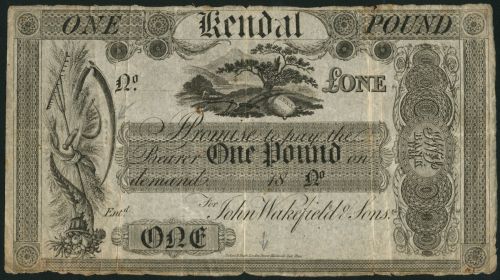 ONE Kendal POUND
No. £ONE
I Promise to pay the
Bearer One Pound on
demand 18 No
For John Wakefield & Sons.
Entd.
ONE